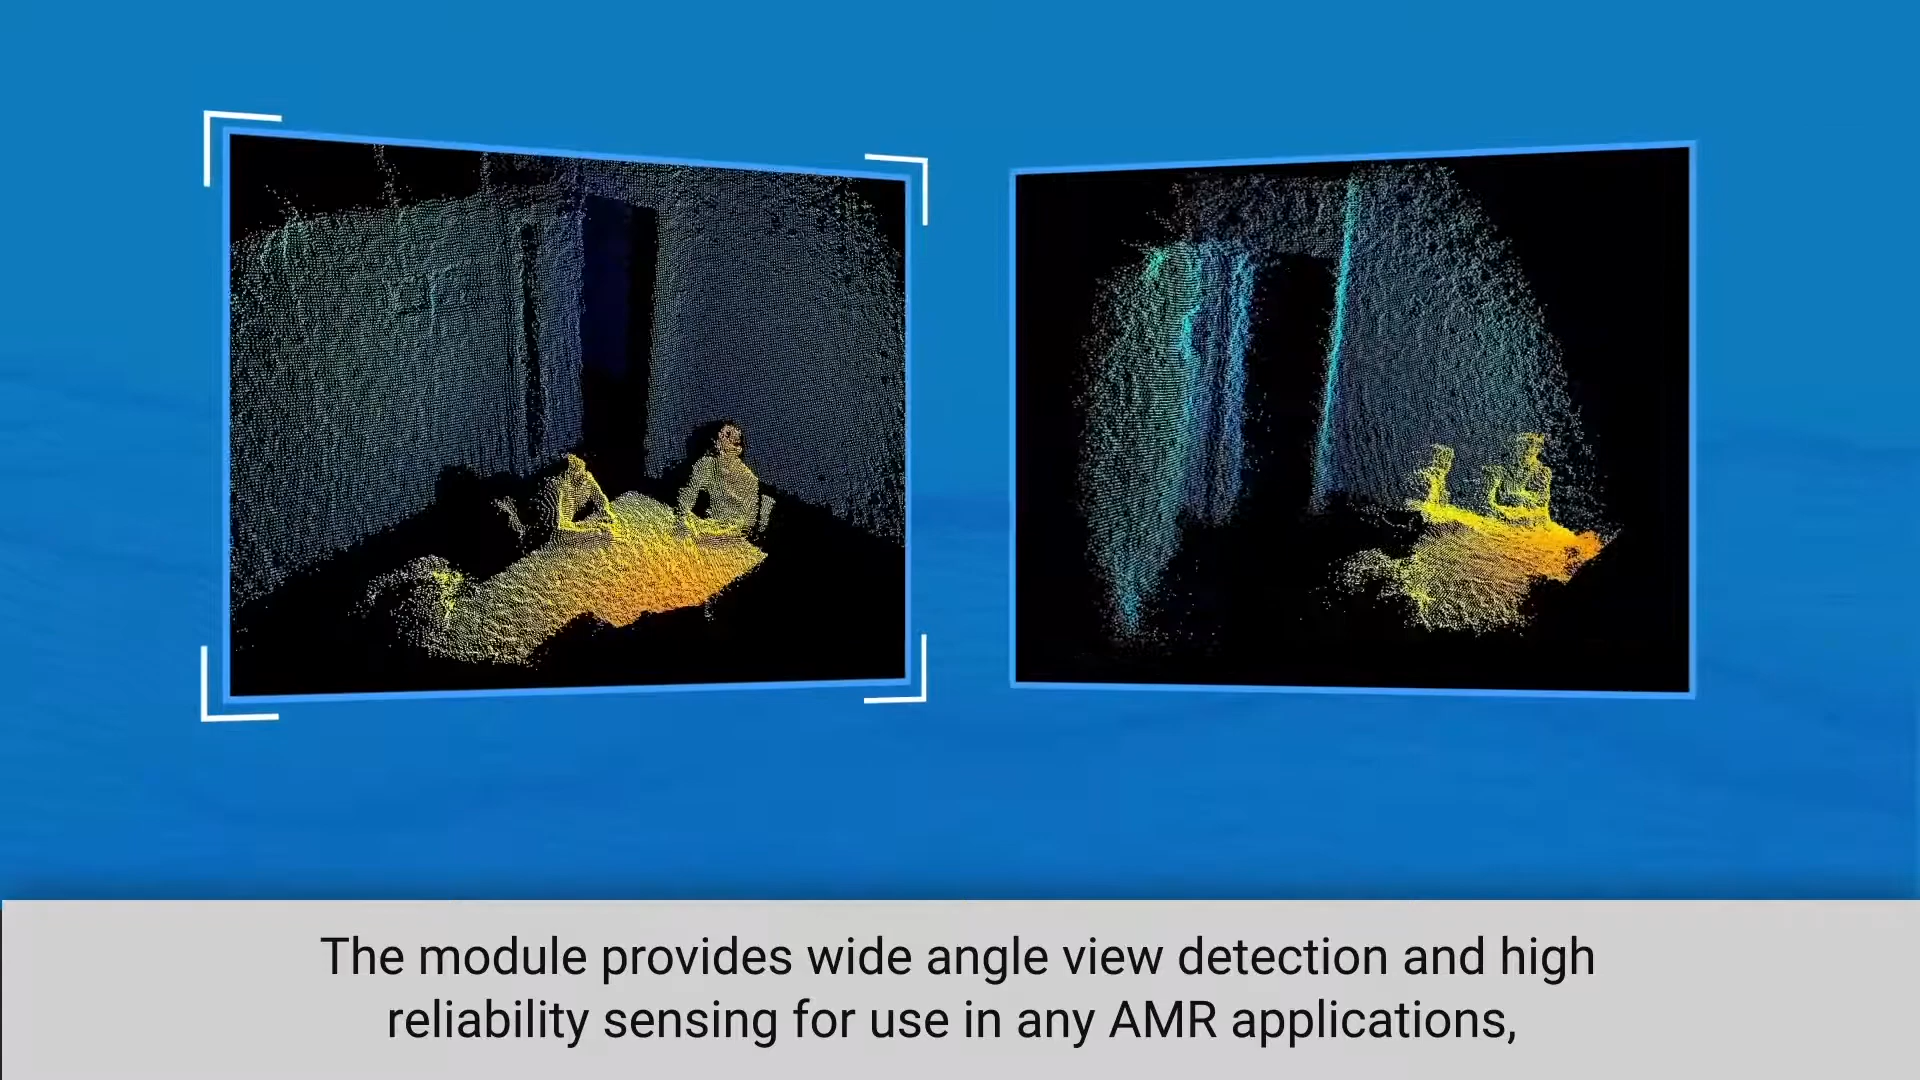 The module provides wide angle view detection and high
reliability sensing for use in any AMR applications,